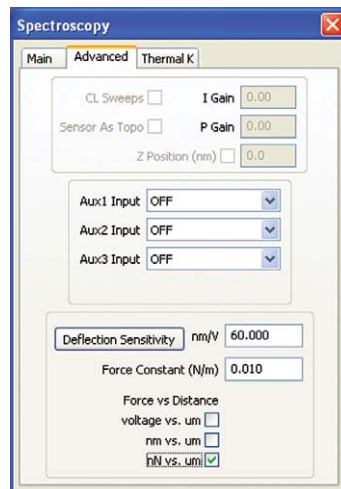 Spectroscopy
Main Advanced Thermal K
CL Sweeps I Gain 0.00
Sensor As Topo P Gain 0.00
Z Position (nm) 0.0
Aux1 Input OFF
Aux2 Input OFF
Aux3 Input OFF
Deflection Sensitivity nm/V 60.000
Force Constant (N/m) 0.010
Force vs Distance
voltage vs. um
nm vs. um
nN vs. um